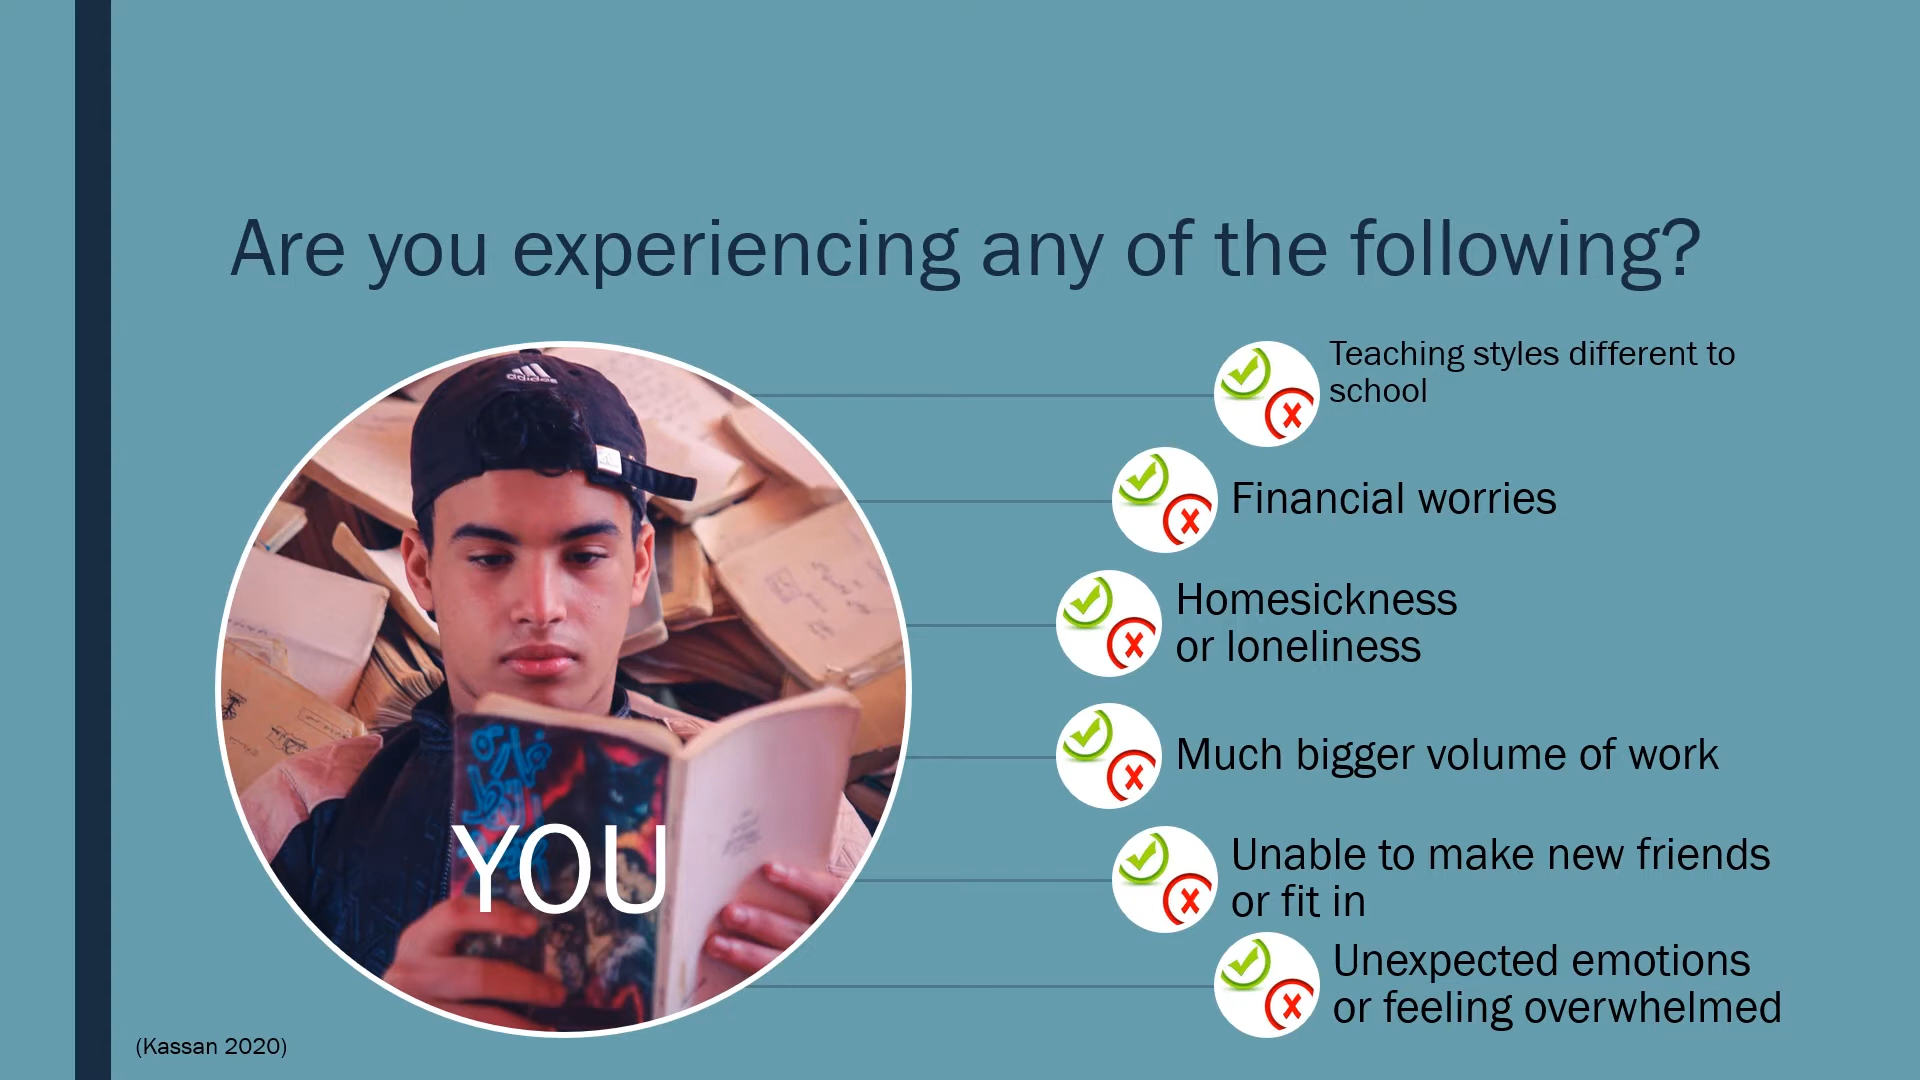 Are you experiencing any of the following?
adidas
YOU
Teaching styles different to
school
Financial worries
Homesickness
or loneliness
Much bigger volume of work
Unable to make new friends
or fit in
Unexpected emotions
or feeling overwhelmed
(Kassan 2020)